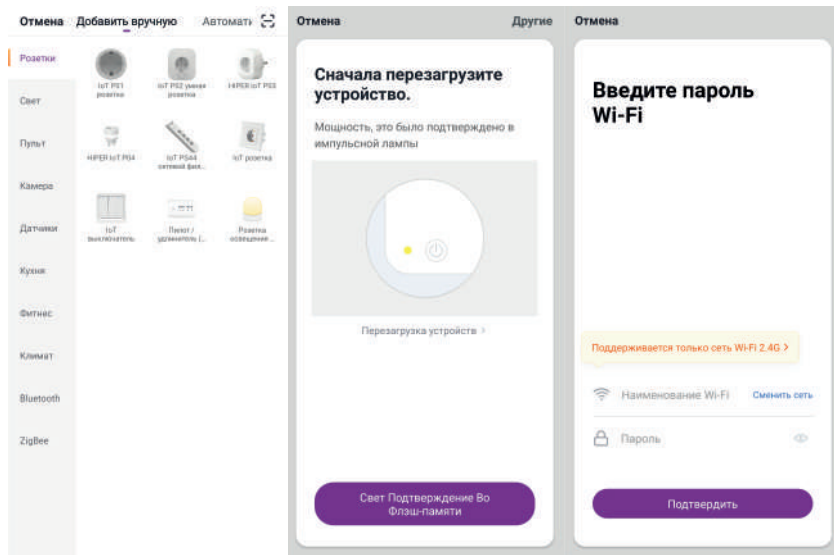 Отмена Добавить вручную Автомати
Розетки
Свет
Пульт
Камера
Датчики
Кухня
Фитнес
Климат
Bluetooth
ZigBee
IoT PS1
розетка
IoT PS2 умная
розетка
HIPER IoT PS3
HIPER IoT P04
IoT PS44
сетевой фил...
IoT розетка
IoT
выключатель
Пилот /
удлинитель (...
Розетка
освещение ...
Отмена Другие
Сначала перезагрузите
устройство.
Мощность, это было подтверждено в
импульсной лампы
Перезагрузка устройств >
Свет Подтверждение Во
Флэш-памяти
Отмена
Введите пароль
Wi-Fi
Поддерживается только сеть Wi-Fi 2.4G >
Наименование Wi-Fi Сменить сеть
Пароль
Подтвердить